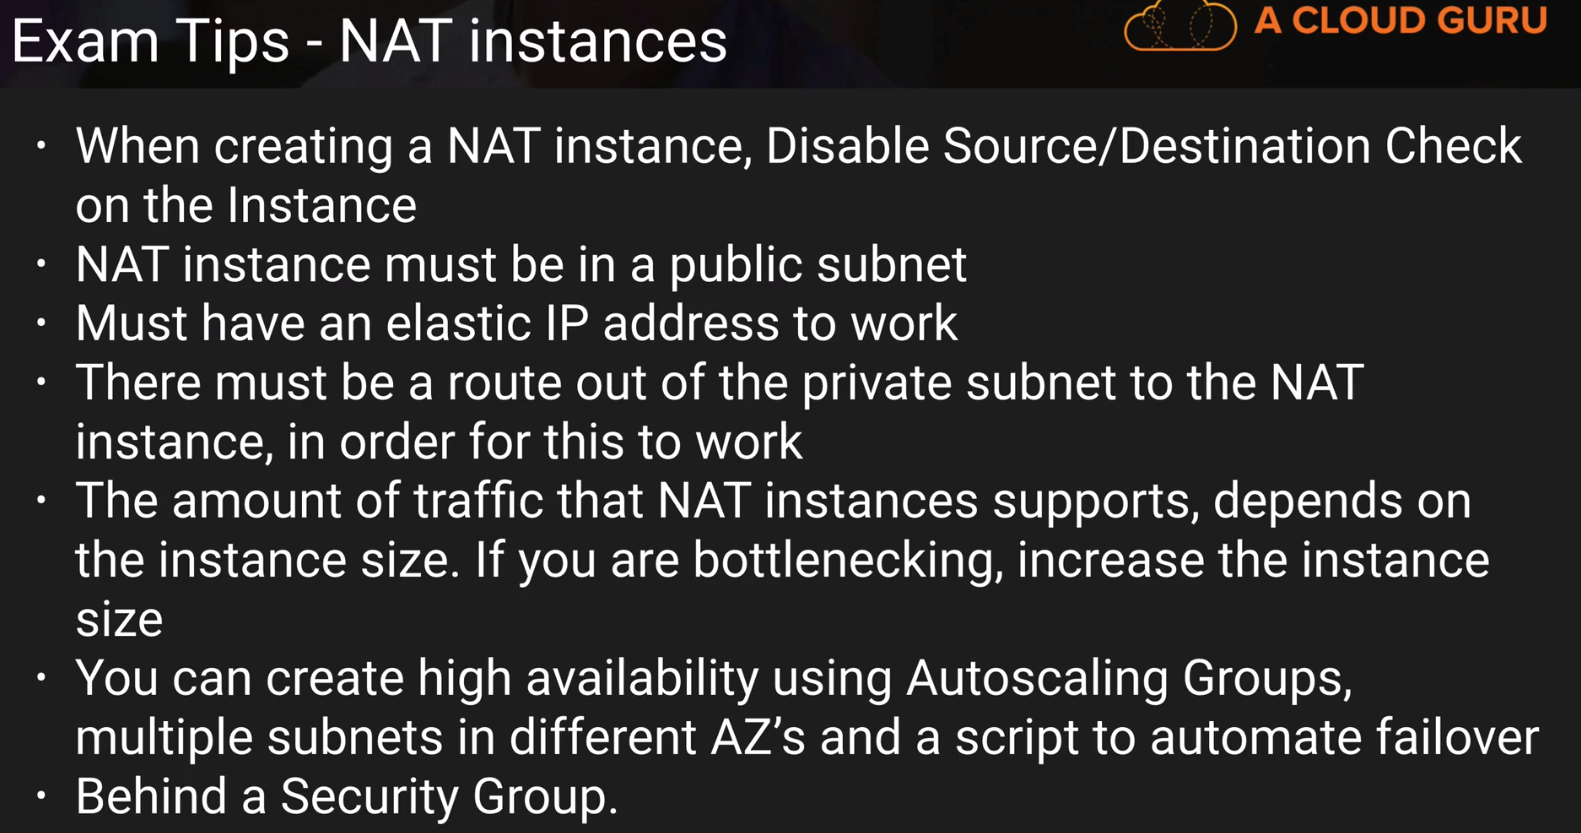 Exam Tips - NAT instances
A CLOUD GURU
• When creating a NAT instance, Disable Source/Destination Check
on the Instance
• NAT instance must be in a public subnet
• Must have an elastic IP address to work
• There must be a route out of the private subnet to the NAT
instance, in order for this to work
• The amount of traffic that NAT instances supports, depends on
the instance size. If you are bottlenecking, increase the instance
size
• You can create high availability using Autoscaling Groups,
multiple subnets in different AZ’s and a script to automate failover
• Behind a Security Group.